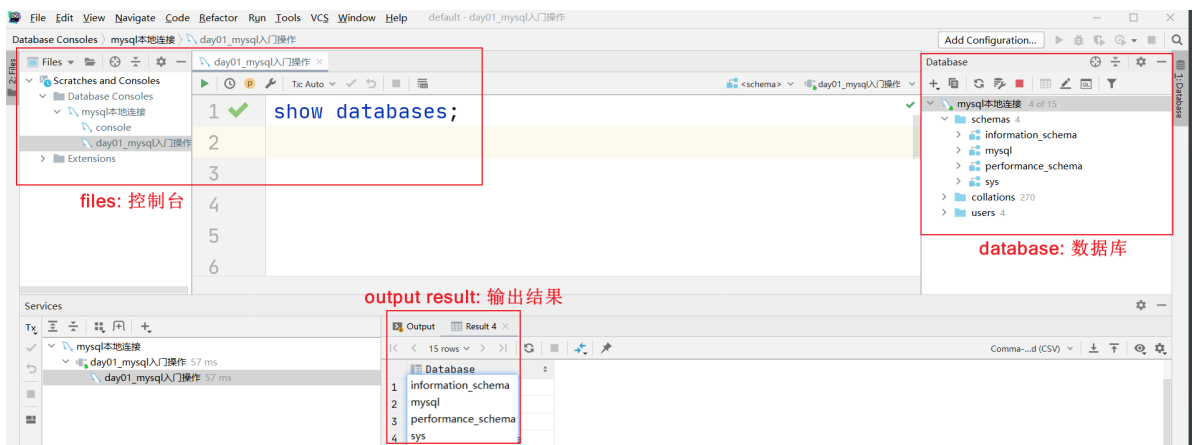 File Edit View Navigate Code Refactor Run Tools VCS Window Help default - day01_mysql入门操作
Database Consoles mysql本地连接 day01_mysql入门操作 Add Configuration...
2: Files
Files day01_mysql入门操作 Database
Scratches and Consoles
Database Consoles
mysql本地连接
console
day01_mysql入门操作
Extensions
files: 控制台
Tx: Auto <schema> day01_mysql入门操作
1 show databases;
2
3
4
5
6
mysql本地连接 4 of 15
schemas 4
information_schema
mysql
performance_schema
sys
collations 270
users 4
1: Database
database: 数据库
output result: 输出结果
Services
Tx
mysql本地连接
day01_mysql入门操作 57 ms
day01_mysql入门操作 57 ms
Output Result 4
15 rows Comma-...d (CSV)
Database
1 information_schema
2 mysql
3 performance_schema
4 sys